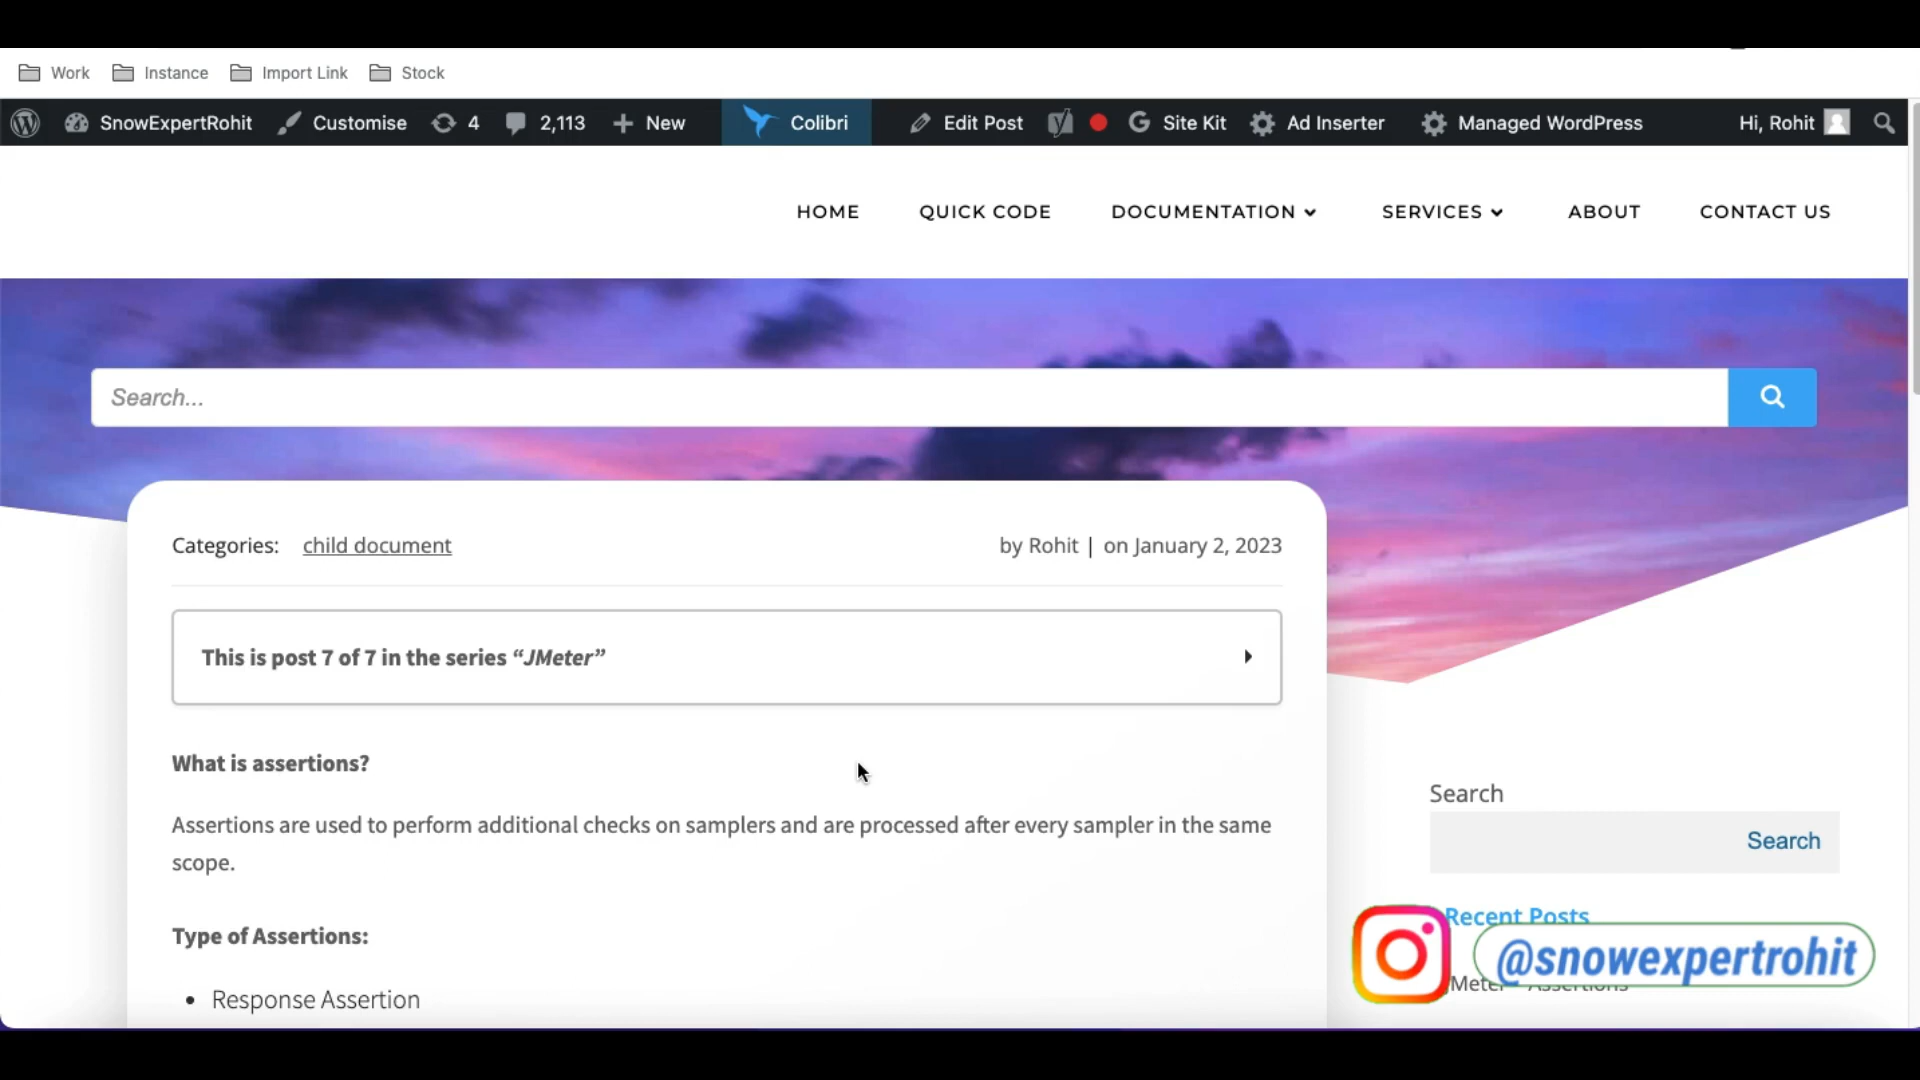 Work Instance Import Link Stock
SnowExpertRohit Customise 4 2,113 New Colibri Edit Post Site Kit Ad Inserter Managed WordPress Hi, Rohit
HOME QUICK CODE DOCUMENTATION SERVICES ABOUT CONTACT US
Search...
Categories: child document by Rohit | on January 2, 2023
This is post 7 of 7 in the series “JMeter”
What is assertions?
Assertions are used to perform additional checks on samplers and are processed after every sampler in the same
scope.
Type of Assertions:
• Response Assertion
Search
Search
Recent Posts
@snowexpertrohit